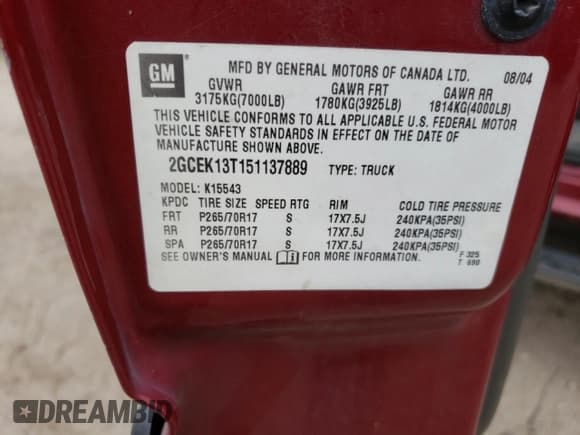 GM
MFD BY GENERAL MOTORS OF CANADA LTD. 08/04
GVWR GAWR FRT GAWR RR
3175KG(7000LB) 1780KG(3925LB) 1814KG(4000LB)
THIS VEHICLE CONFORMS TO ALL APPLICABLE U.S. FEDERAL MOTOR
VEHICLE SAFETY STANDARDS IN EFFECT ON THE DATE OF
MANUFACTURE SHOWN ABOVE.
2GCEK13T151137889 TYPE: TRUCK
MODEL: K15543
KPDC TIRE SIZE SPEED RTG RIM COLD TIRE PRESSURE
FRT P265/70R17 S 17X7.5J 240KPA(35PSI)
RR P265/70R17 S 17X7.5J 240KPA(35PSI)
SPA P265/70R17 S 17X7.5J 240KPA(35PSI)
SEE OWNER'S MANUAL FOR MORE INFORMATION. F: 325
T: 690
DREAMBID